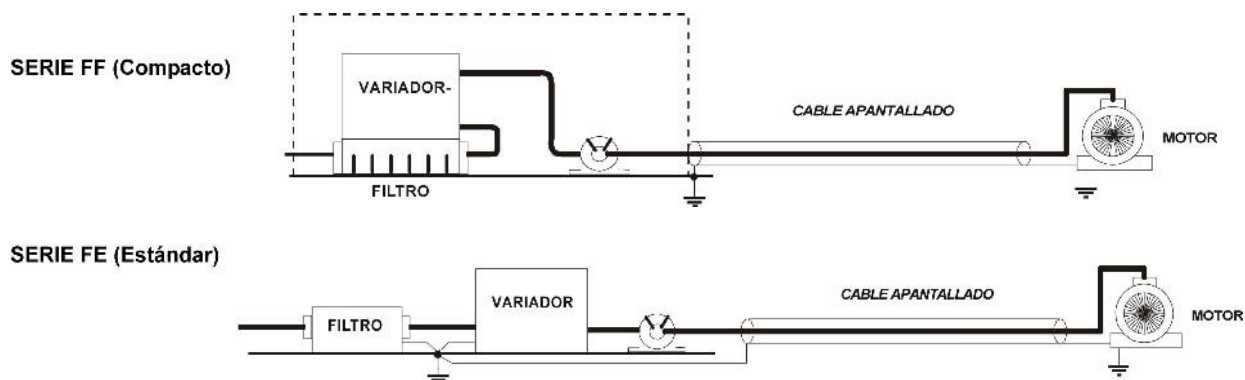 SERIE FF (Compacto)
VARIADOR-
FILTRO
CABLE APANTALLADO
MOTOR
SERIE FE (Estándar)
FILTRO
VARIADOR
CABLE APANTALLADO
MOTOR